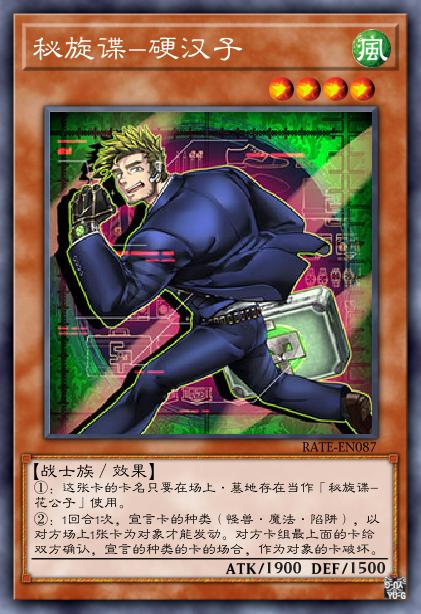 秘旋谍-硬汉子
風
RATE-EN087
【战士族／效果】
①：这张卡的卡名只要在场上·墓地存在当作「秘旋谍-
花公子」使用。
②：1回合1次，宣言卡的种类（怪兽·魔法·陷阱），以
对方场上1张卡为对象才能发动。对方卡组最上面的卡给
双方确认，宣言的种类的卡的场合，作为对象的卡破坏。
ATK/1900 DEF/1500